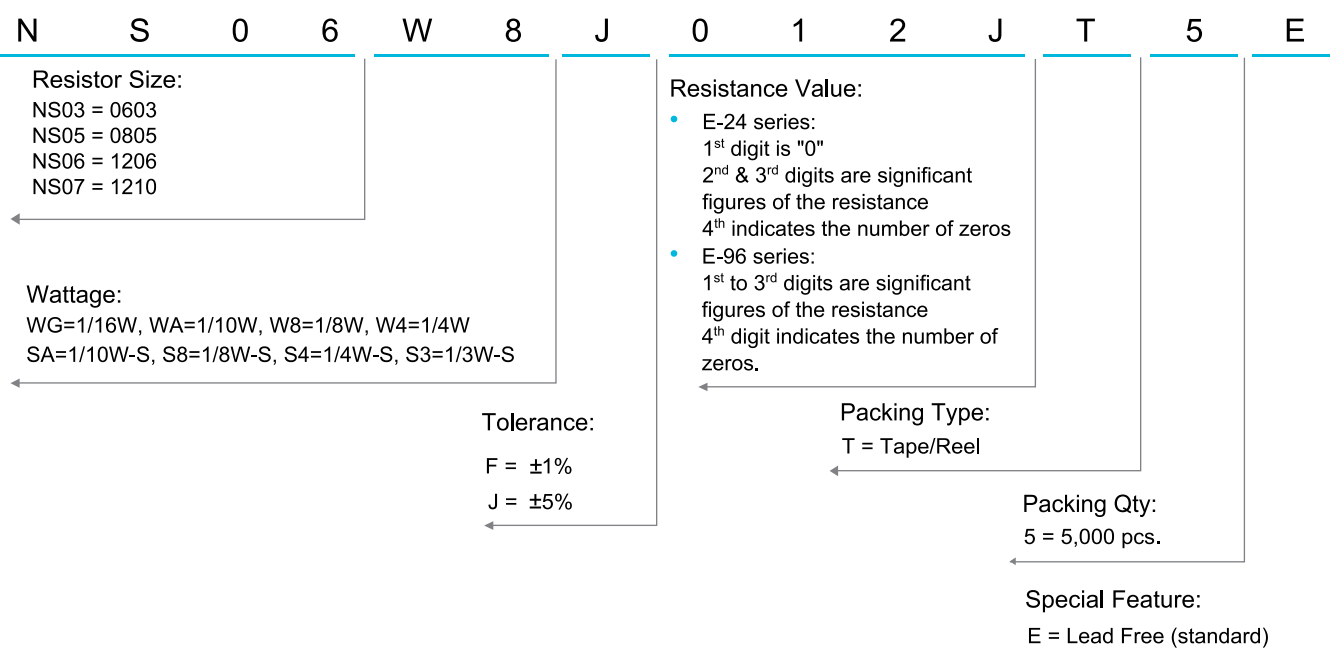 N S 0 6 W 8 J 0 1 2 J T 5 E
Resistor Size:
NS03 = 0603
NS05 = 0805
NS06 = 1206
NS07 = 1210
Wattage:
WG=1/16W, WA=1/10W, W8=1/8W, W4=1/4W
SA=1/10W-S, S8=1/8W-S, S4=1/4W-S, S3=1/3W-S
Tolerance:
F = ±1%
J = ±5%
Resistance Value:
• E-24 series:
1st digit is "0"
2nd & 3rd digits are significant
figures of the resistance
4th indicates the number of zeros
• E-96 series:
1st to 3rd digits are significant
figures of the resistance
4th digit indicates the number of
zeros.
Packing Type:
T = Tape/Reel
Packing Qty:
5 = 5,000 pcs.
Special Feature:
E = Lead Free (standard)